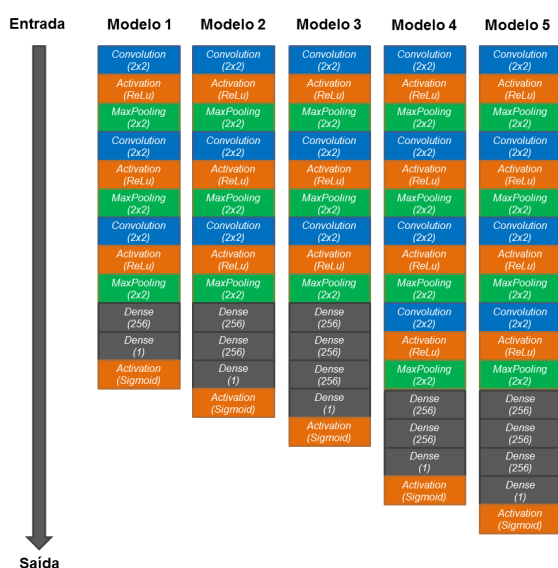 Entrada
Modelo 1
Modelo 2
Modelo 3
Modelo 4
Modelo 5
Convolution
(2x2)
Activation
(ReLu)
MaxPooling
(2x2)
Convolution
(2x2)
Activation
(ReLu)
MaxPooling
(2x2)
Convolution
(2x2)
Activation
(ReLu)
MaxPooling
(2x2)
Dense
(256)
Dense
(1)
Activation
(Sigmoid)
Convolution
(2x2)
Activation
(ReLu)
MaxPooling
(2x2)
Convolution
(2x2)
Activation
(ReLu)
MaxPooling
(2x2)
Convolution
(2x2)
Activation
(ReLu)
MaxPooling
(2x2)
Dense
(256)
Dense
(256)
Dense
(1)
Activation
(Sigmoid)
Convolution
(2x2)
Activation
(ReLu)
MaxPooling
(2x2)
Convolution
(2x2)
Activation
(ReLu)
MaxPooling
(2x2)
Convolution
(2x2)
Activation
(ReLu)
MaxPooling
(2x2)
Dense
(256)
Dense
(256)
Dense
(256)
Dense
(1)
Activation
(Sigmoid)
Convolution
(2x2)
Activation
(ReLu)
MaxPooling
(2x2)
Convolution
(2x2)
Activation
(ReLu)
MaxPooling
(2x2)
Convolution
(2x2)
Activation
(ReLu)
MaxPooling
(2x2)
Convolution
(2x2)
Activation
(ReLu)
MaxPooling
(2x2)
Dense
(256)
Dense
(256)
Dense
(1)
Activation
(Sigmoid)
Convolution
(2x2)
Activation
(ReLu)
MaxPooling
(2x2)
Convolution
(2x2)
Activation
(ReLu)
MaxPooling
(2x2)
Convolution
(2x2)
Activation
(ReLu)
MaxPooling
(2x2)
Convolution
(2x2)
Activation
(ReLu)
MaxPooling
(2x2)
Dense
(256)
Dense
(256)
Dense
(256)
Dense
(1)
Activation
(Sigmoid)
Saída